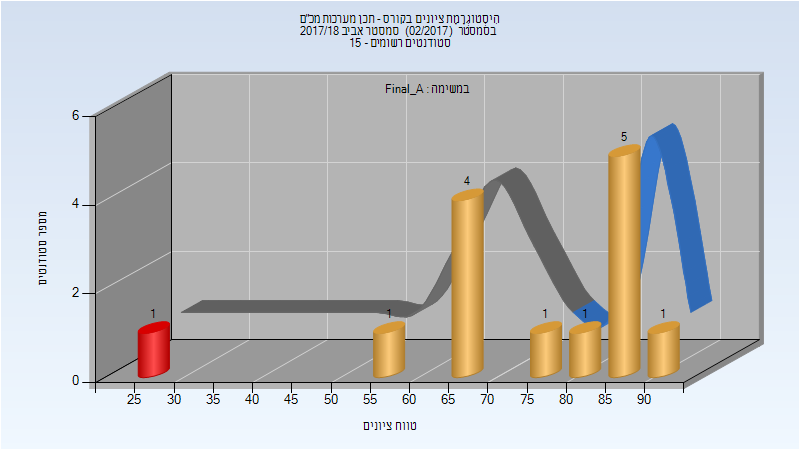 היסטוגרמת ציונים בקורס - תכן מערכות מכ"ם
בסמסטר (02/2017) סמסטר אביב 2017/18
סטודנטים רשומים - 15
במשימה : Final_A
מספר סטודנטים
6
4
2
0
1
1
4
1
1
5
1
25 30 35 40 45 50 55 60 65 70 75 80 85 90
טווח ציונים